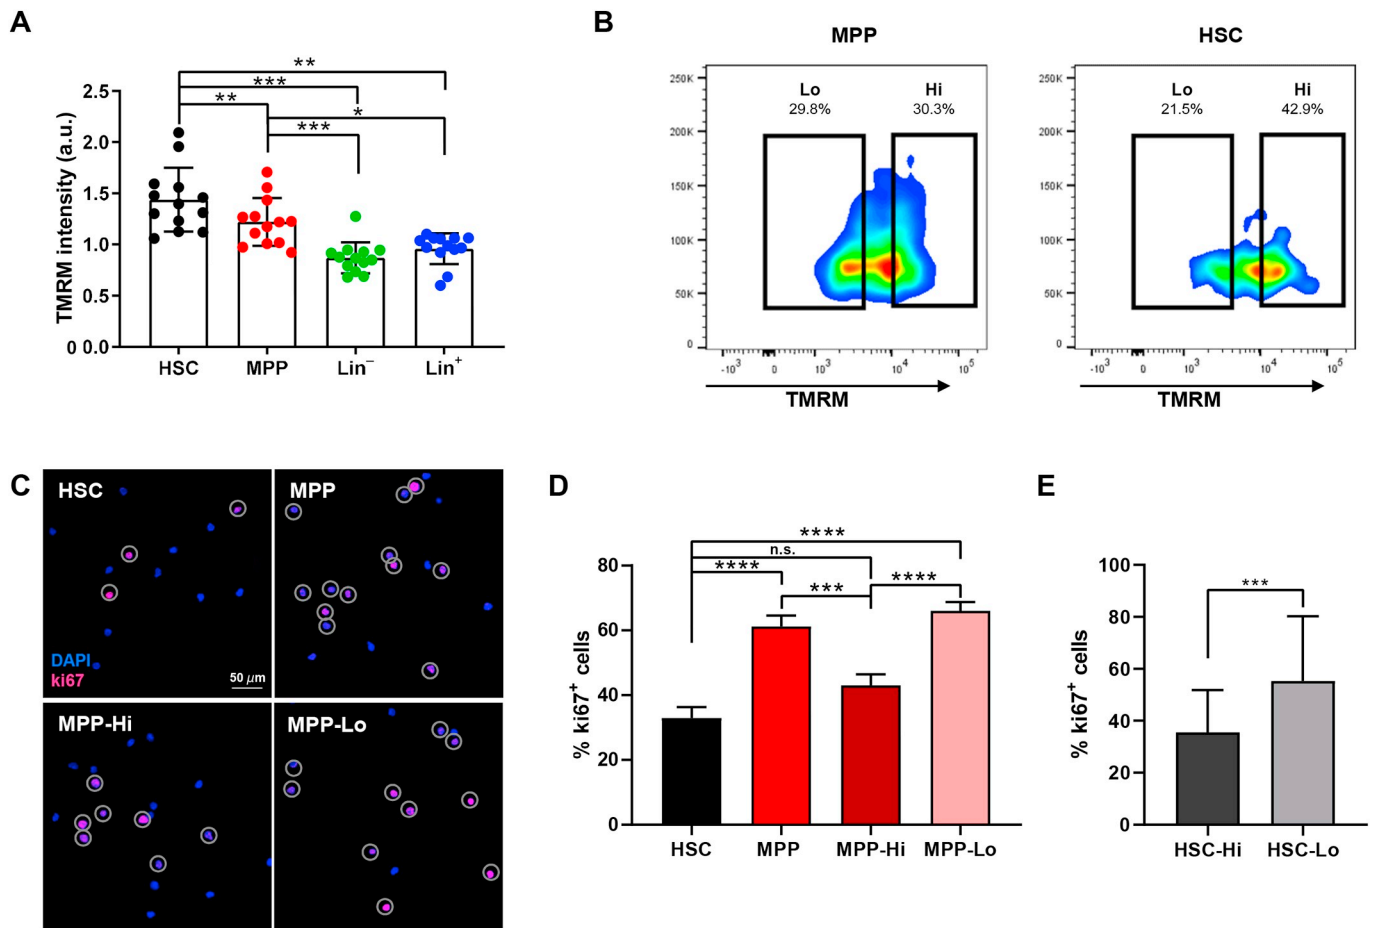 A
** 
***
**
*
***
TMRM intensity (a.u.)
2.5
2.0
1.5
1.0
0.5
0 0.0
HSC MPP Lin⁻ Lin⁺
B
MPP
Lo Hi
29.8% 30.3%
250K
200K
150K
100K
50K
0
-10³ 0 10³ 10⁴ 10⁵
TMRM
HSC
Lo Hi
21.5% 42.9%
250K
200K
150K
100K
50K
0
-10³ 0 10³ 10⁴ 10⁵
TMRM
C
HSC
DAPI
ki67
50 μm
MPP
MPP-Hi
MPP-Lo
D
****
n.s.
**** 
*** ****
% ki67⁺ cells
80
60
40
20
0
HSC MPP MPP-Hi MPP-Lo
E
***
% ki67⁺ cells
100
80
60
40
20
0
HSC-Hi HSC-Lo